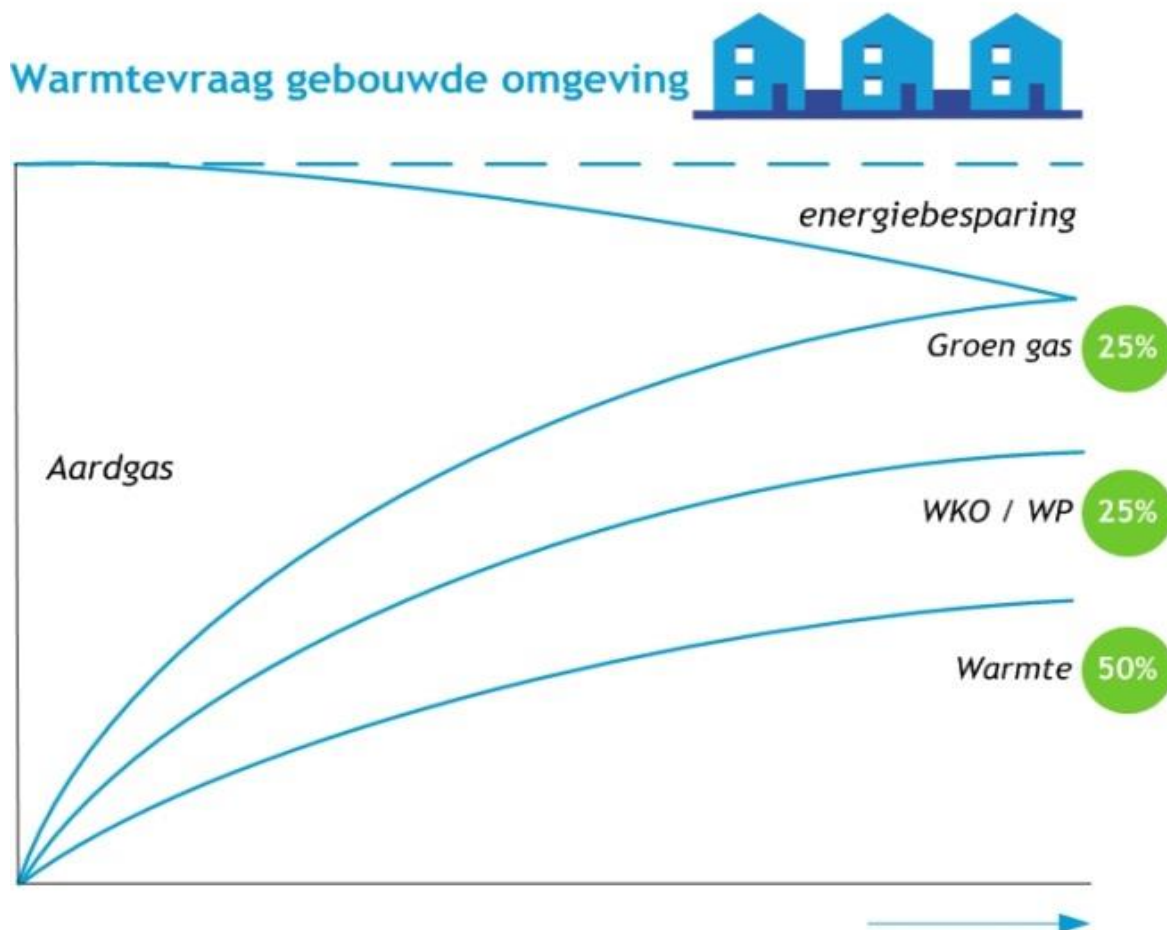 Warmtevraag gebouwde omgeving
energiebesparing
Groen gas 25%
Aardgas
WKO / WP 25%
Warmte 50%